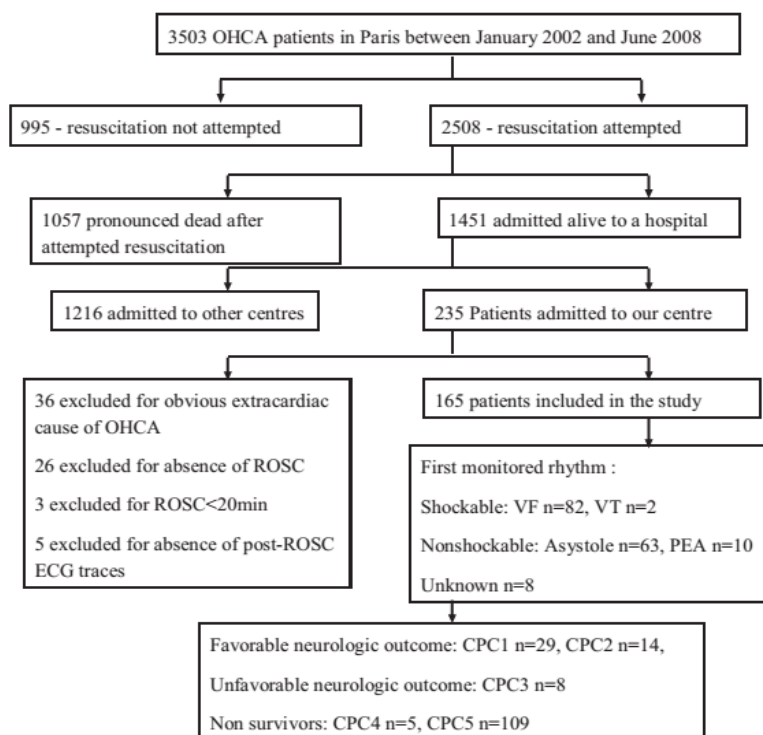 3503 OHCA patients in Paris between January 2002 and June 2008
995 - resuscitation not attempted
2508 - resuscitation attempted
1057 pronounced dead after
attempted resuscitation
1451 admitted alive to a hospital
1216 admitted to other centres
235 Patients admitted to our centre
36 excluded for obvious extracardiac
cause of OHCA
26 excluded for absence of ROSC
3 excluded for ROSC<20min
5 excluded for absence of post-ROSC
ECG traces
165 patients included in the study
First monitored rhythm :
Shockable: VF n=82, VT n=2
Nonshockable: Asystole n=63, PEA n=10
Unknown n=8
Favorable neurologic outcome: CPC1 n=29, CPC2 n=14,
Unfavorable neurologic outcome: CPC3 n=8
Non survivors: CPC4 n=5, CPC5 n=109